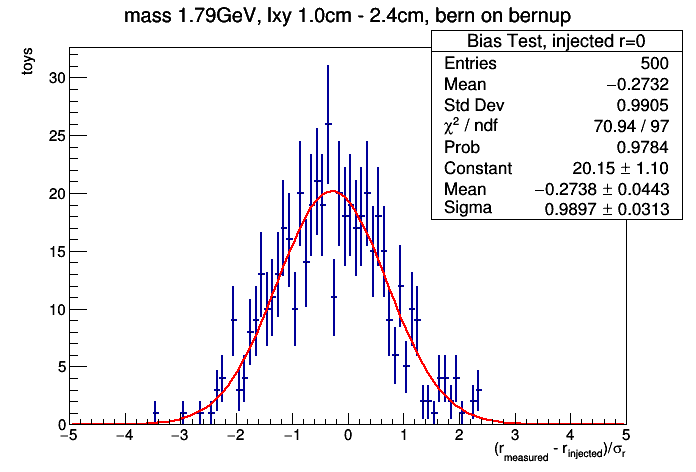 mass 1.79GeV, lxy 1.0cm - 2.4cm, bern on bernup
toys
Bias Test, injected r=0
Entries 500
Mean −0.2732
Std Dev 0.9905
χ² / ndf 70.94 / 97
Prob 0.9784
Constant 20.15 ± 1.10
Mean −0.2738 ± 0.0443
Sigma 0.9897 ± 0.0313
30
25
20
15
10
5
0
−5 −4 −3 −2 −1 0 1 2 3 4 5
(r_measured - r_injected)/σ_r